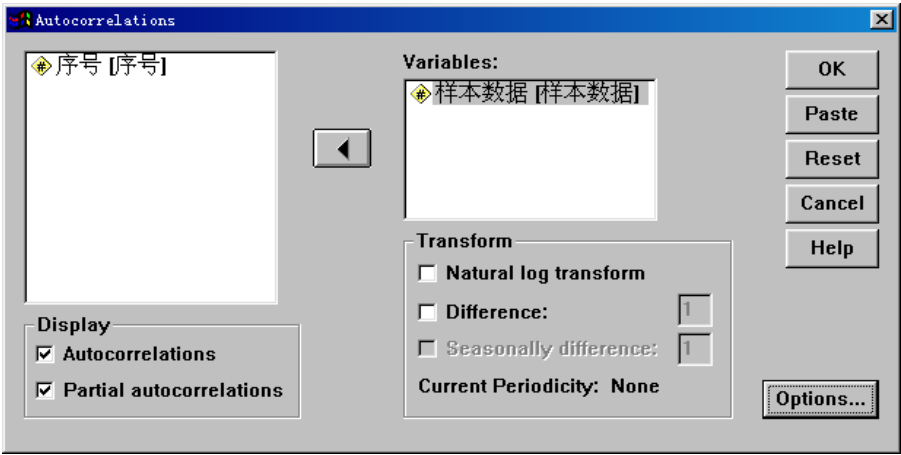 Autocorrelations
序号 [序号]
Variables:
样本数据 [样本数据]
OK
Paste
Reset
Cancel
Help
Transform
Natural log transform
Difference:
1
Seasonally difference:
1
Current Periodicity: None
Display
Autocorrelations
Partial autocorrelations
Options...